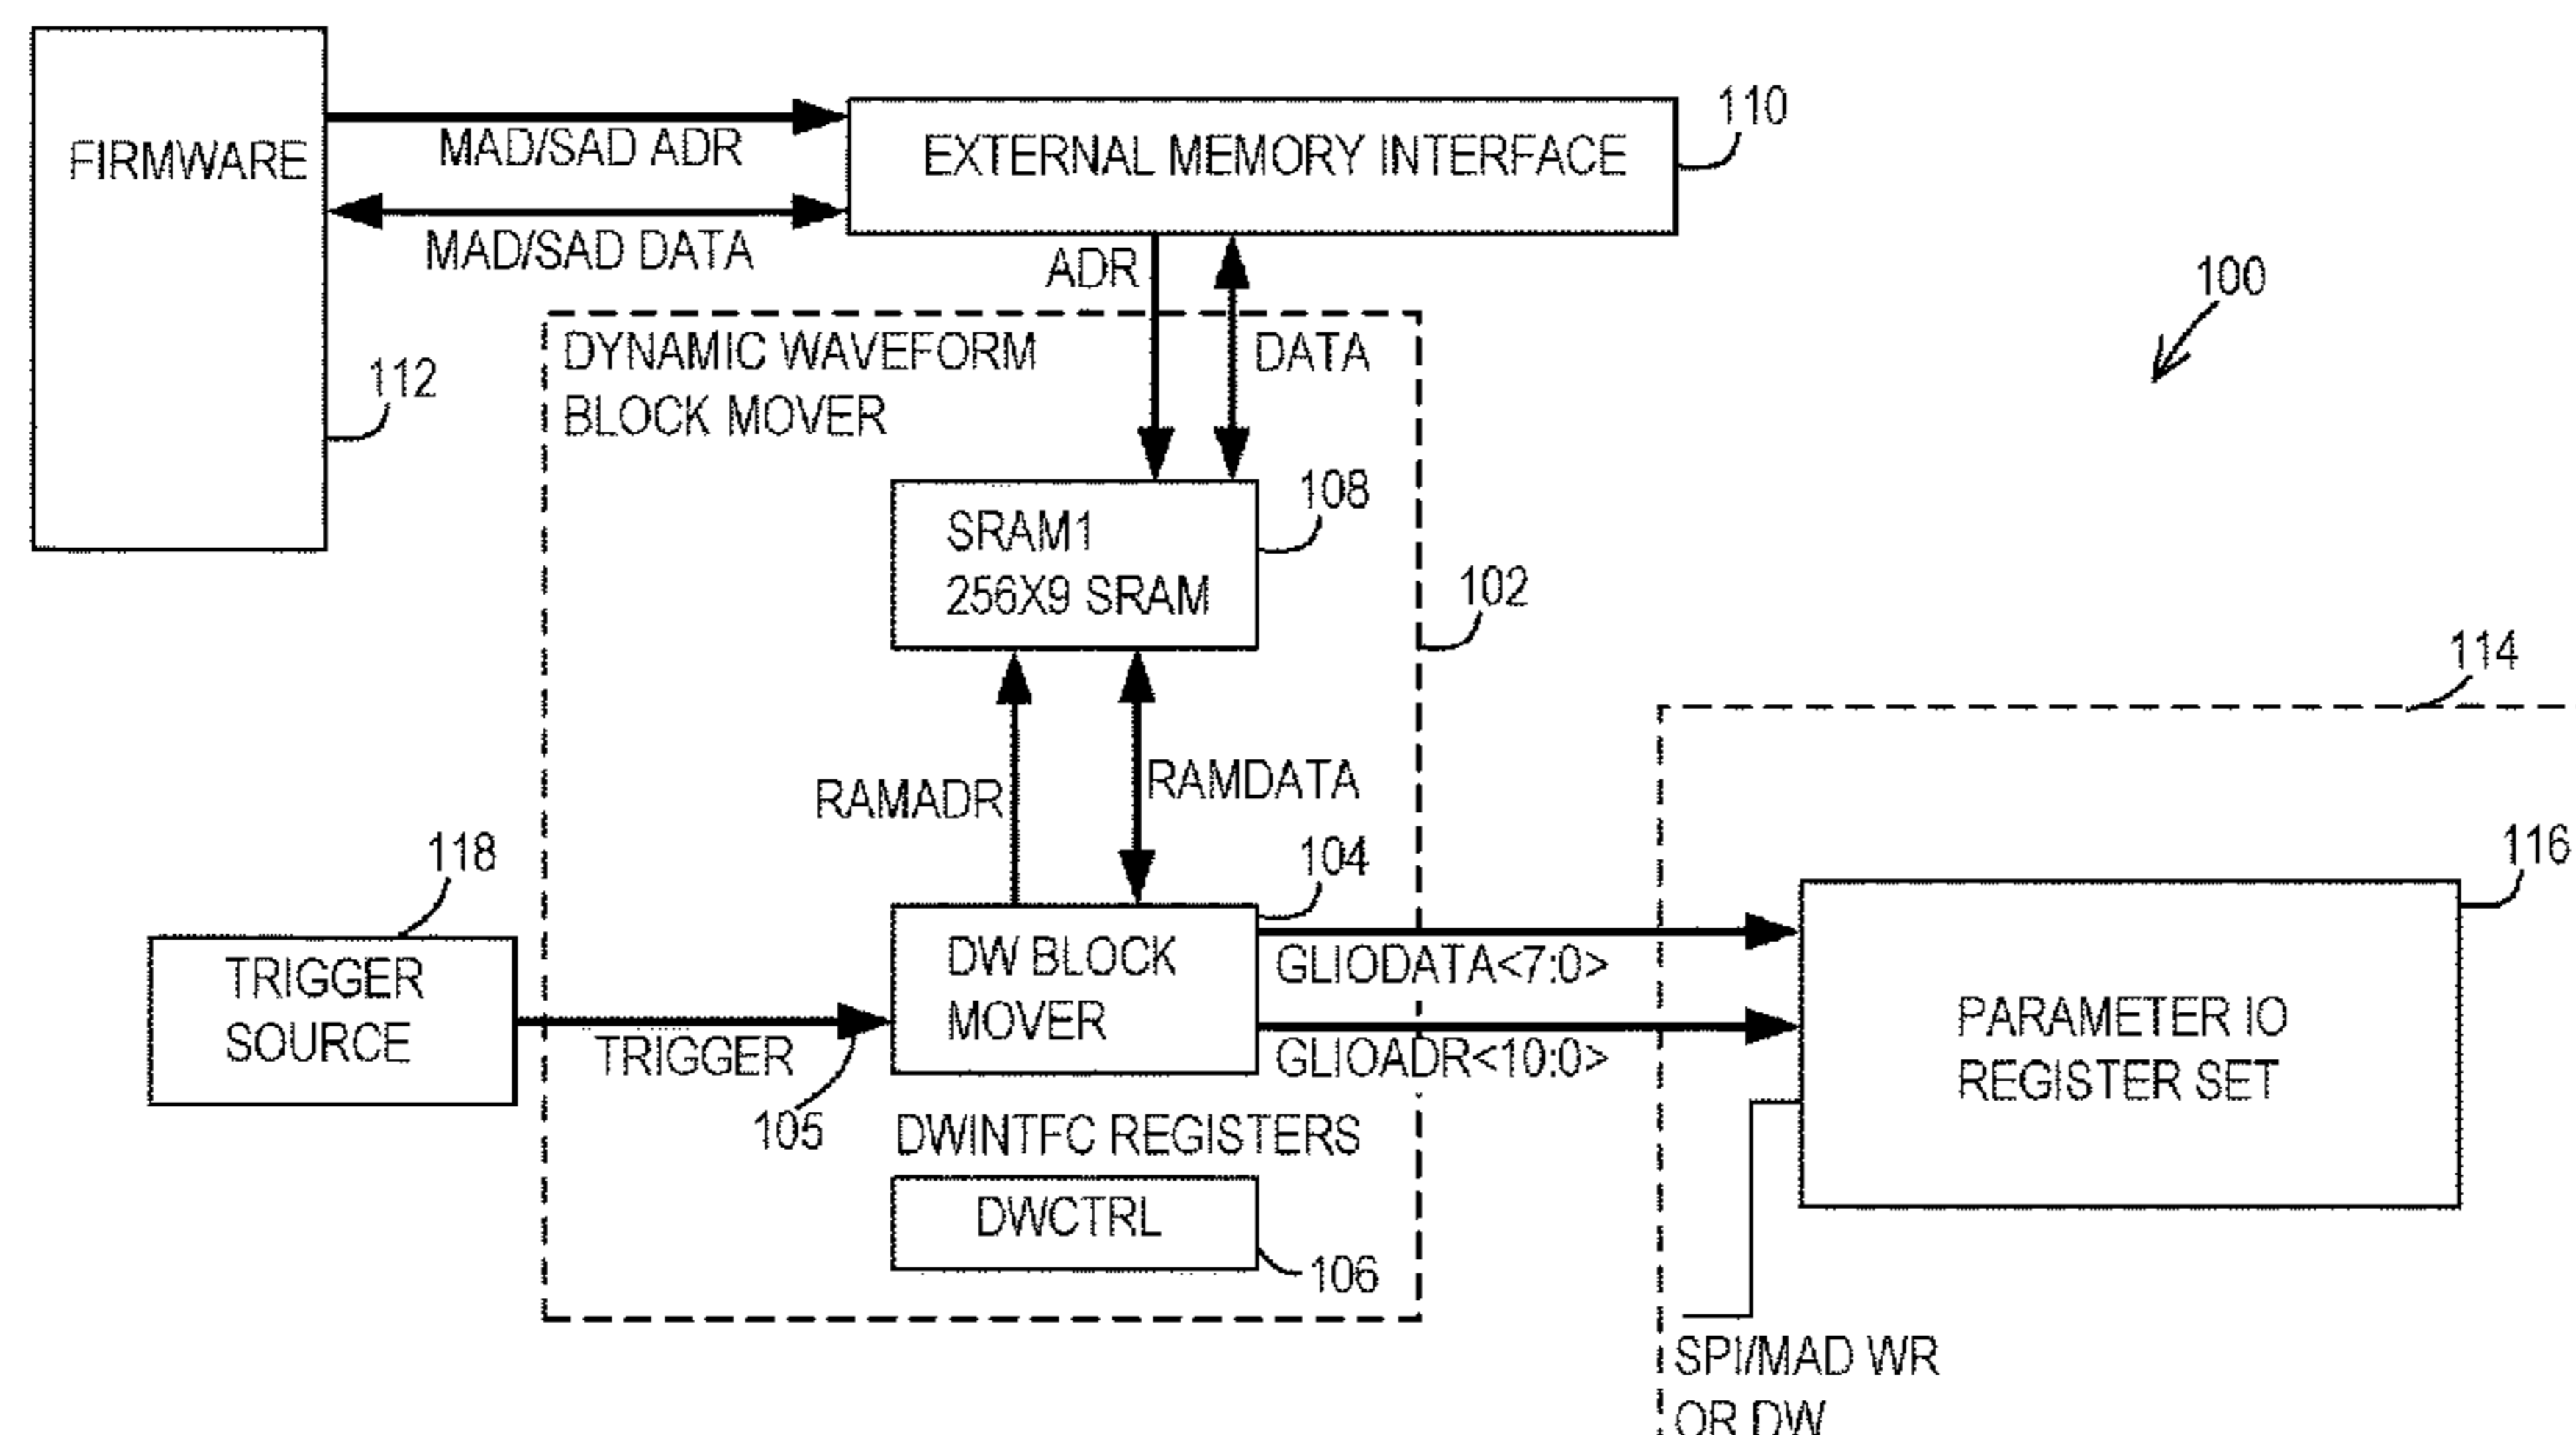 FIRMWARE
112
MAD/SAD ADR
MAD/SAD DATA
EXTERNAL MEMORY INTERFACE
110
100
ADR
DATA
DYNAMIC WAVEFORM
BLOCK MOVER
SRAM1
256X9 SRAM
108
102
RAMADR
RAMDATA
118
TRIGGER
SOURCE
TRIGGER
105
104
DW BLOCK
MOVER
GLIODATA<7:0>
GLIOADR<10:0>
DWINTFC REGISTERS
DWCTRL
106
114
116
PARAMETER IO
REGISTER SET
SPI/MAD WR
OR DW